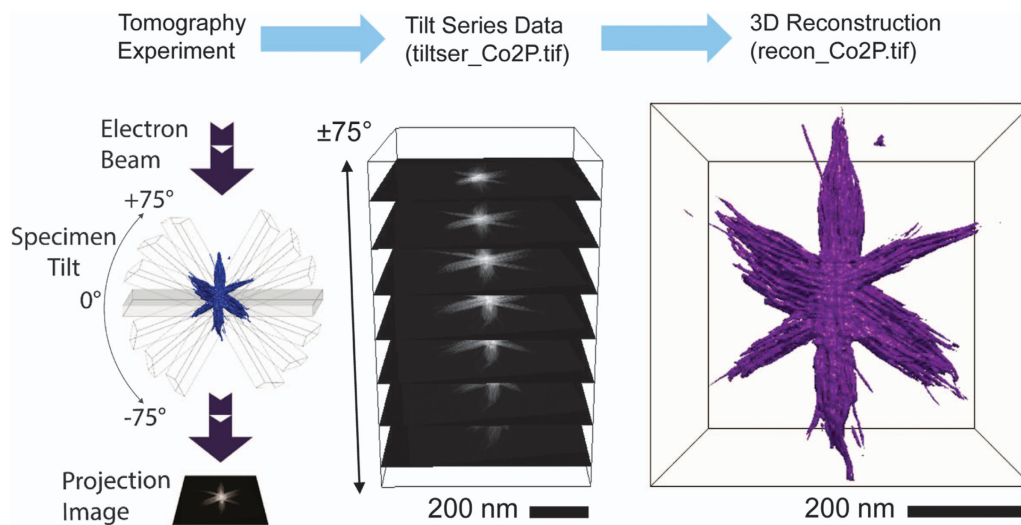 Tomography
Experiment
Tilt Series Data
(tiltser_Co2P.tif)
3D Reconstruction
(recon_Co2P.tif)
Electron
Beam
+75°
Specimen
Tilt
0°
-75°
Projection
Image
±75°
200 nm
200 nm